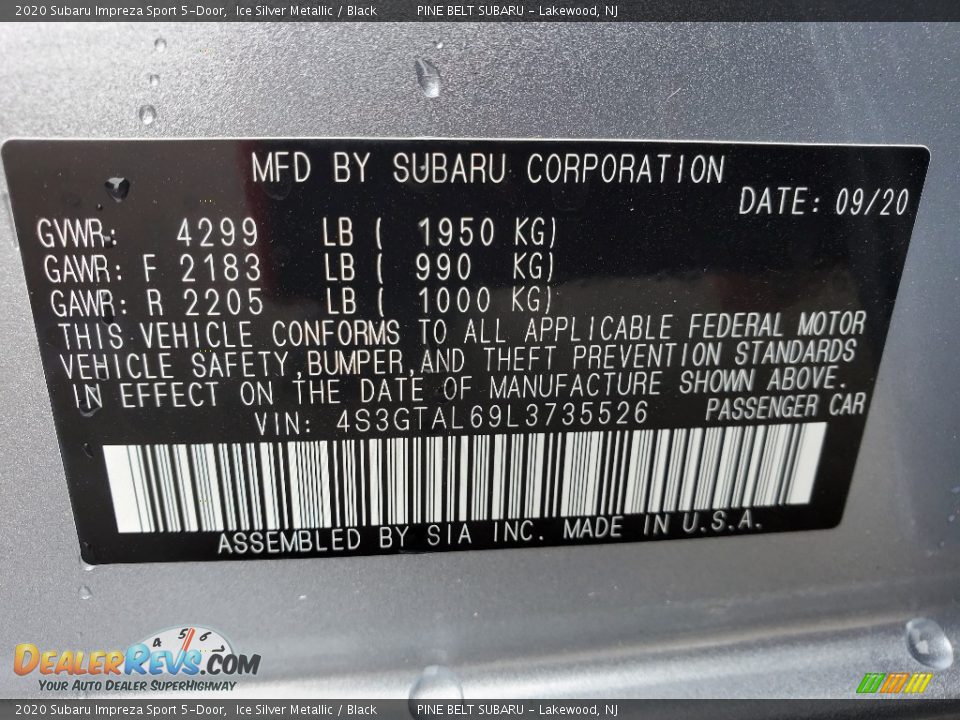 2020 Subaru Impreza Sport 5-Door,  Ice Silver Metallic / Black          PINE BELT SUBARU - Lakewood, NJ
MFD BY SUBARU CORPORATION
DATE: 09/20
GVWR:    4299    LB (  1950 KG)
GAWR: F 2183    LB (  990   KG)
GAWR: R 2205    LB (  1000 KG)
THIS VEHICLE CONFORMS TO ALL APPLICABLE FEDERAL MOTOR
VEHICLE SAFETY,BUMPER,AND THEFT PREVENTION STANDARDS
IN EFFECT ON THE DATE OF MANUFACTURE SHOWN ABOVE.
VIN: 4S3GTAL69L3735526    PASSENGER CAR
ASSEMBLED BY SIA INC. MADE IN U.S.A.
4 5 6
DEALERREVS.COM
YOUR AUTO DEALER SUPERHIGHWAY
2020 Subaru Impreza Sport 5-Door,  Ice Silver Metallic / Black          PINE BELT SUBARU - Lakewood, NJ